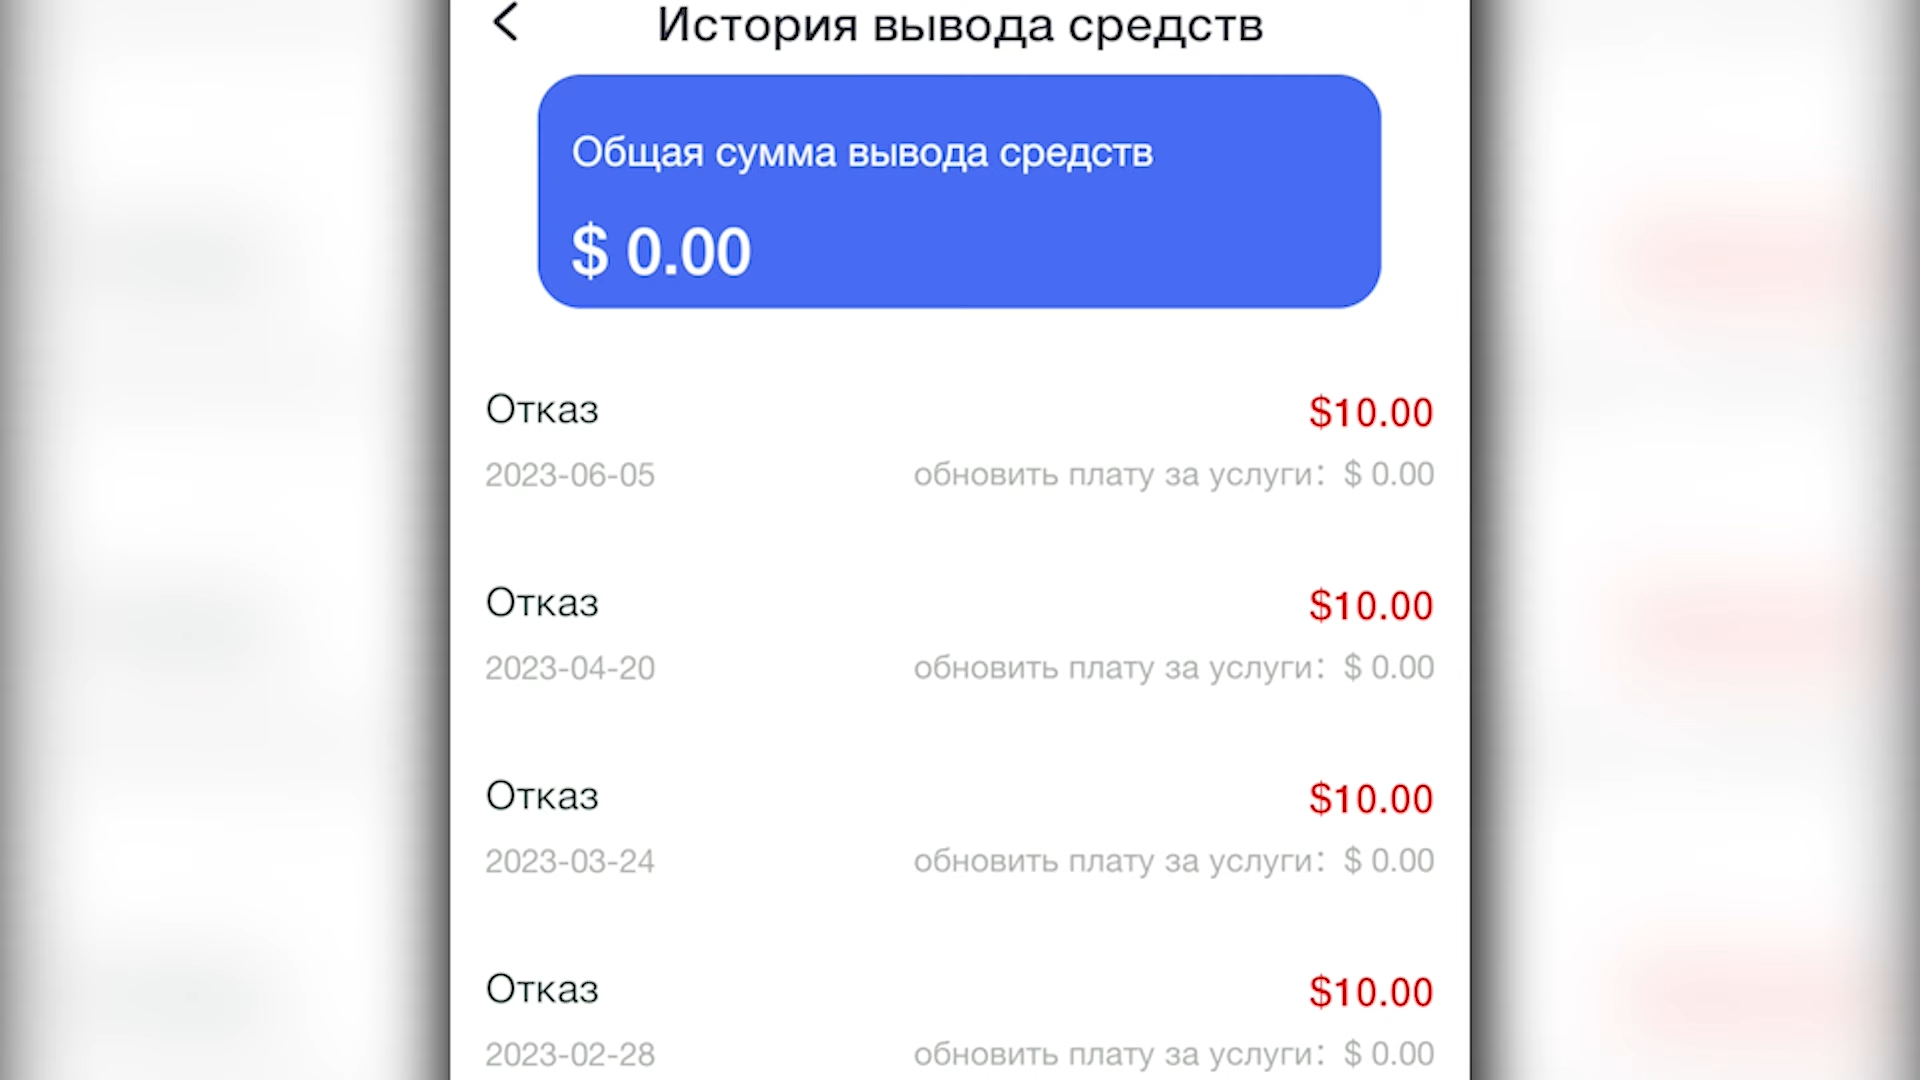 История вывода средств
Общая сумма вывода средств
$ 0.00
Отказ $10.00
2023-06-05 обновить плату за услуги: $ 0.00
Отказ $10.00
2023-04-20 обновить плату за услуги: $ 0.00
Отказ $10.00
2023-03-24 обновить плату за услуги: $ 0.00
Отказ $10.00
2023-02-28 обновить плату за услуги: $ 0.00